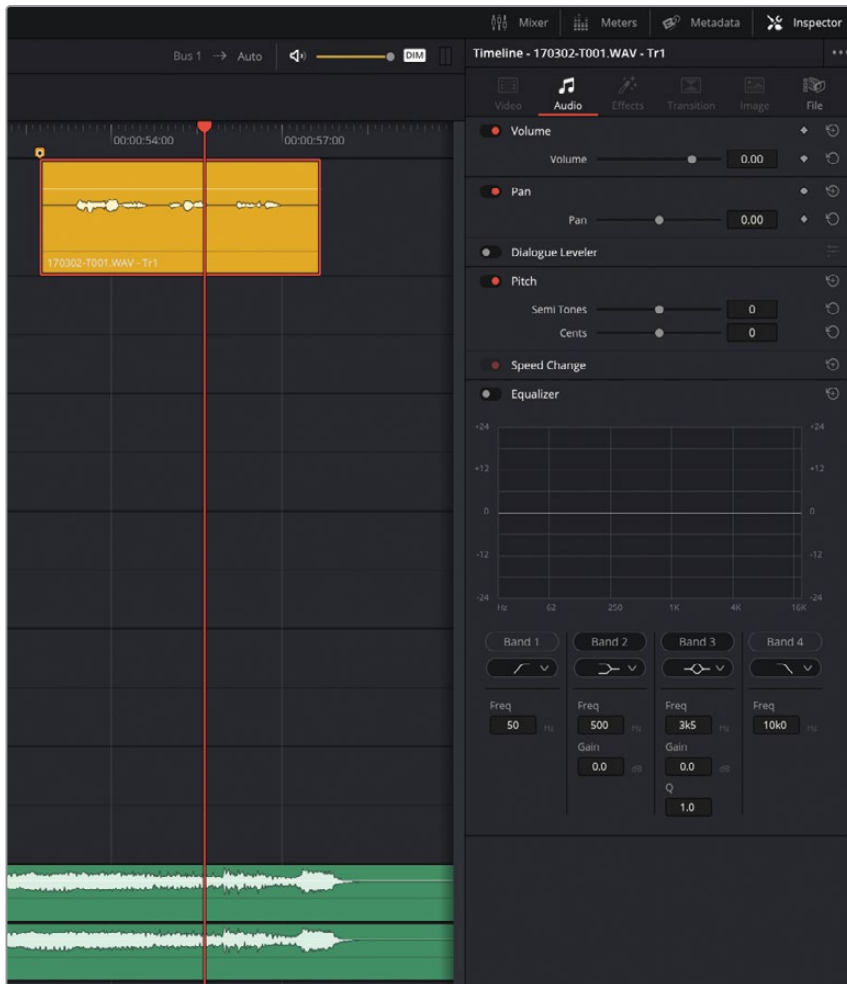 Mixer Meters Metadata Inspector
Bus 1 → Auto DIM
Timeline - 170302-T001.WAV - Tr1 •••
Video Audio Effects Transition Image File
00:00:54:00 00:00:57:00
170302-T001.WAV - Tr1
Volume
Volume 0.00
Pan
Pan 0.00
Dialogue Leveler
Pitch
Semi Tones 0
Cents 0
Speed Change
Equalizer
+24 +24
+12 +12
0 0
-12 -12
-24 -24
Hz 62 250 1K 4K 16K
Band 1 Band 2 Band 3 Band 4
Freq Freq Freq Freq
50 Hz 500 Hz 3k5 Hz 10k0 Hz
Gain Gain
0.0 dB 0.0 dB
Q
1.0